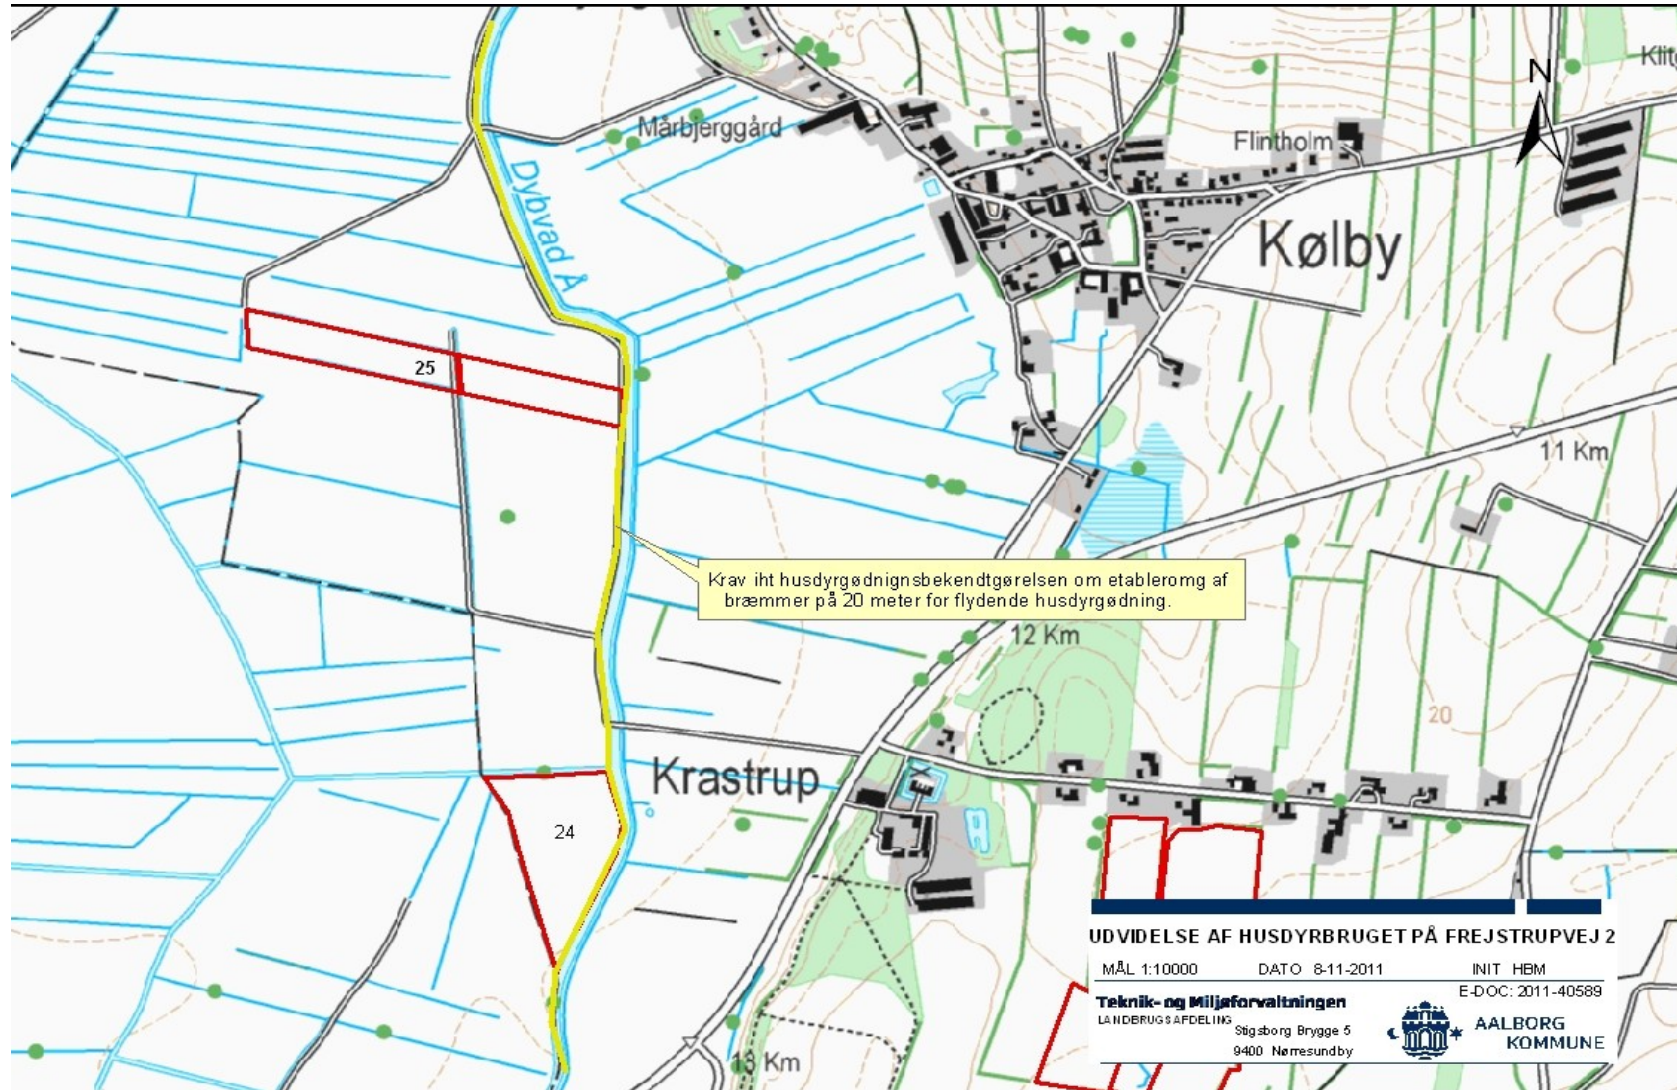 Klitg
N
Mårbjerggård
Flintholm
Dybvad Å
Kølby
25
11 Km
Krav iht husdyrgødnignsbekendtgørelsen om etableromg af
bræmmer på 20 meter for flydende husdyrgødning.
12 Km
20
Krastrup
24
UDVIDELSE AF HUSDYRBRUGET PÅ FREJSTRUPVEJ 2
MÅL 1:10000 DATO 8-11-2011 INIT HBM
E-DOC: 2011-40589
Teknik- og Miljøforvaltningen
LANDBRUGSAFDELING
Stigsborg Brygge 5
9400 Nørresundby
AALBORG
KOMMUNE
13 Km